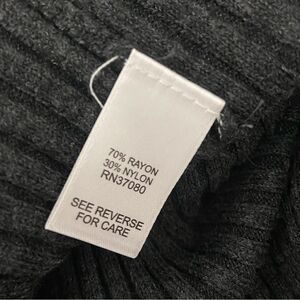 70% RAYON
30% NYLON
RN37080
SEE REVERSE
FOR CARE